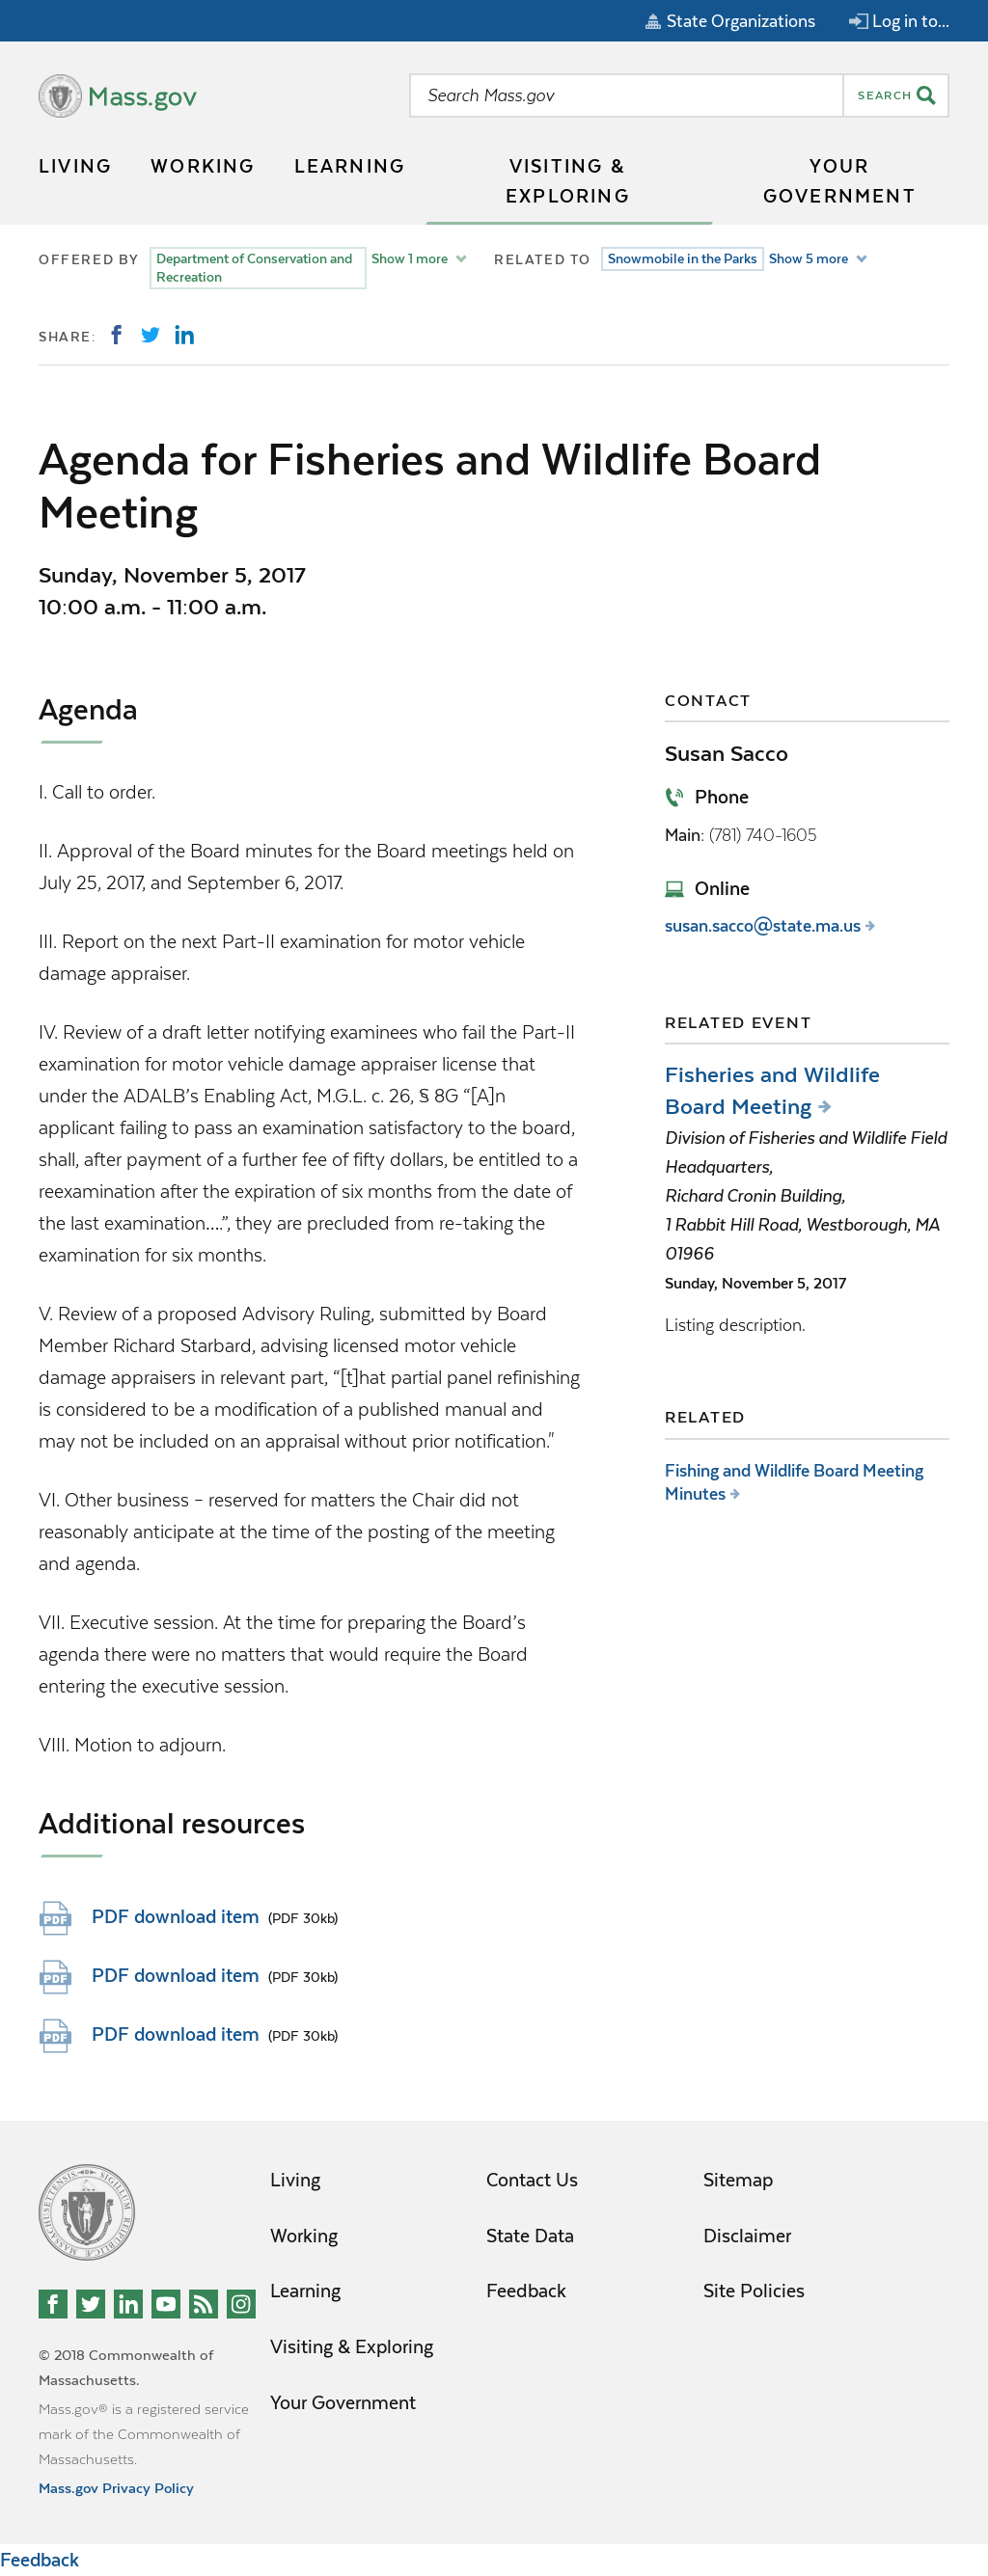 State Organizations
Log in to...
Mass.gov
Search Mass.gov
SEARCH
LIVING
WORKING
LEARNING
VISITING &
EXPLORING
YOUR
GOVERNMENT
OFFERED BY
Department of Conservation and
Recreation
Show 1 more
RELATED TO
Snowmobile in the Parks
Show 5 more
SHARE:
Agenda for Fisheries and Wildlife Board
Meeting
Sunday, November 5, 2017
10:00 a.m. - 11:00 a.m.
Agenda
I. Call to order.
II. Approval of the Board minutes for the Board meetings held on
July 25, 2017, and September 6, 2017.
III. Report on the next Part-II examination for motor vehicle
damage appraiser.
IV. Review of a draft letter notifying examinees who fail the Part-II
examination for motor vehicle damage appraiser license that
under the ADALB’s Enabling Act, M.G.L. c. 26, § 8G “[A]n
applicant failing to pass an examination satisfactory to the board,
shall, after payment of a further fee of fifty dollars, be entitled to a
reexamination after the expiration of six months from the date of
the last examination….”, they are precluded from re-taking the
examination for six months.
V. Review of a proposed Advisory Ruling, submitted by Board
Member Richard Starbard, advising licensed motor vehicle
damage appraisers in relevant part, “[t]hat partial panel refinishing
is considered to be a modification of a published manual and
may not be included on an appraisal without prior notification."
VI. Other business – reserved for matters the Chair did not
reasonably anticipate at the time of the posting of the meeting
and agenda.
VII. Executive session. At the time for preparing the Board’s
agenda there were no matters that would require the Board
entering the executive session.
VIII. Motion to adjourn.
Additional resources
PDF
PDF download item (PDF 30kb)
PDF
PDF download item (PDF 30kb)
PDF
PDF download item (PDF 30kb)
CONTACT
Susan Sacco
Phone
Main: (781) 740-1605
Online
susan.sacco@state.ma.us
RELATED EVENT
Fisheries and Wildlife
Board Meeting
Division of Fisheries and Wildlife Field
Headquarters,
Richard Cronin Building,
1 Rabbit Hill Road, Westborough, MA
01966
Sunday, November 5, 2017
Listing description.
RELATED
Fishing and Wildlife Board Meeting
Minutes
© 2018 Commonwealth of
Massachusetts.
Mass.gov® is a registered service
mark of the Commonwealth of
Massachusetts.
Mass.gov Privacy Policy
Living
Working
Learning
Visiting & Exploring
Your Government
Contact Us
State Data
Feedback
Sitemap
Disclaimer
Site Policies
Feedback